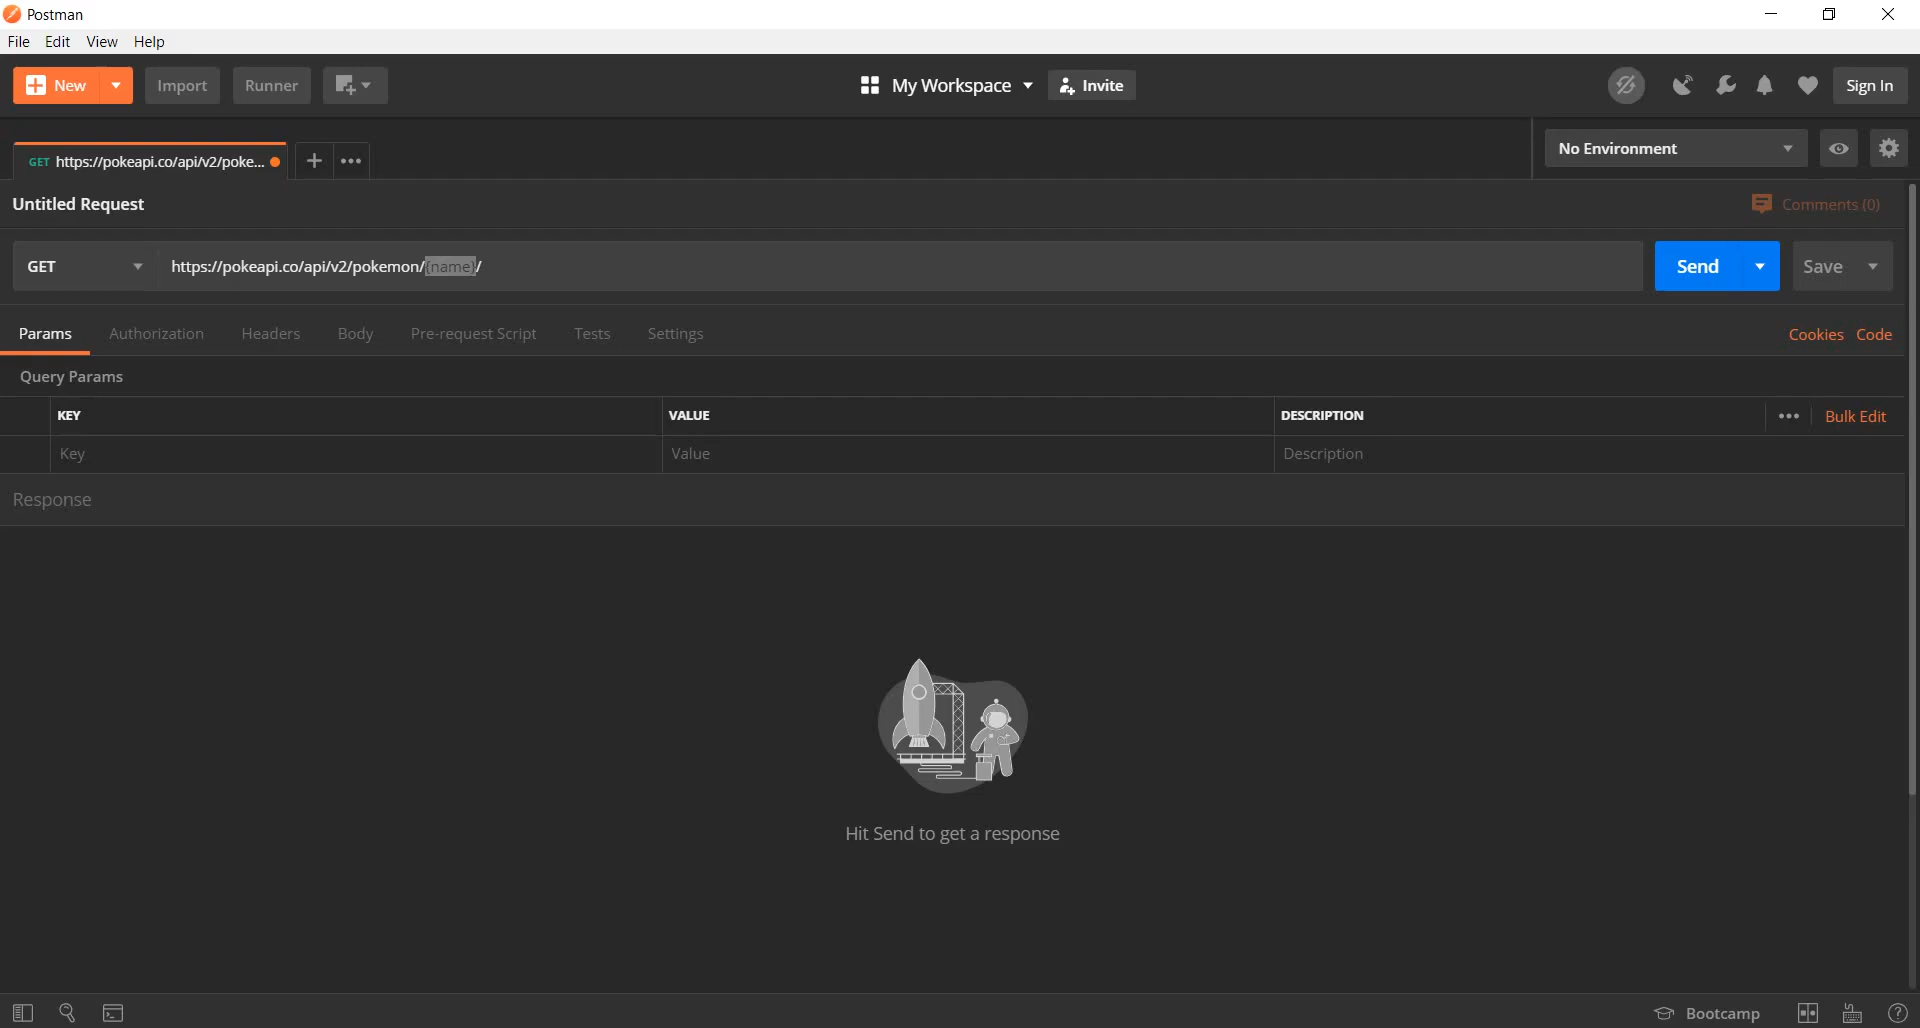 Postman
File Edit View Help
New Import Runner My Workspace Invite Sign In
GET https://pokeapi.co/api/v2/poke... + ••• No Environment
Untitled Request Comments (0)
GET https://pokeapi.co/api/v2/pokemon/{name}/ Send Save
Params Authorization Headers Body Pre-request Script Tests Settings Cookies Code
Query Params
KEY VALUE DESCRIPTION ••• Bulk Edit
Key Value Description
Response
Hit Send to get a response
Bootcamp